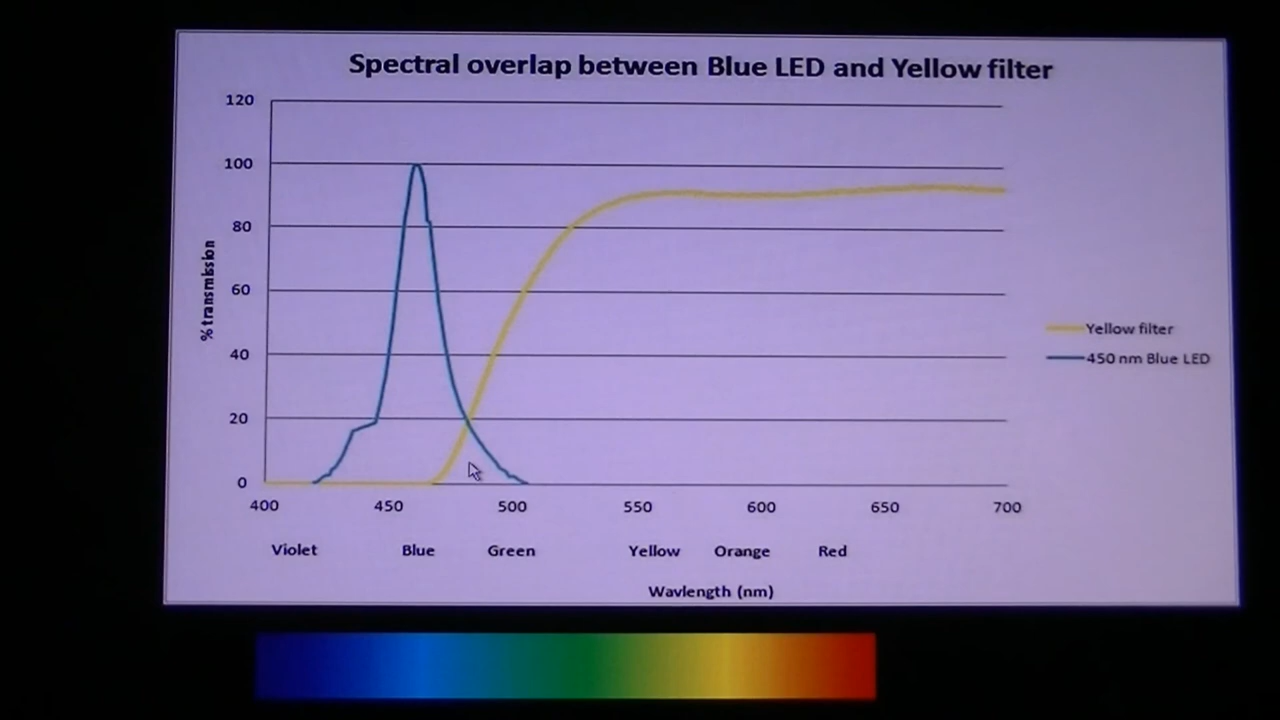 Spectral overlap between Blue LED and Yellow filter
120
100
80
60
40
20
0
% transmission
400 450 500 550 600 650 700
Violet Blue Green Yellow Orange Red
Wavlength (nm)
Yellow filter
450 nm Blue LED